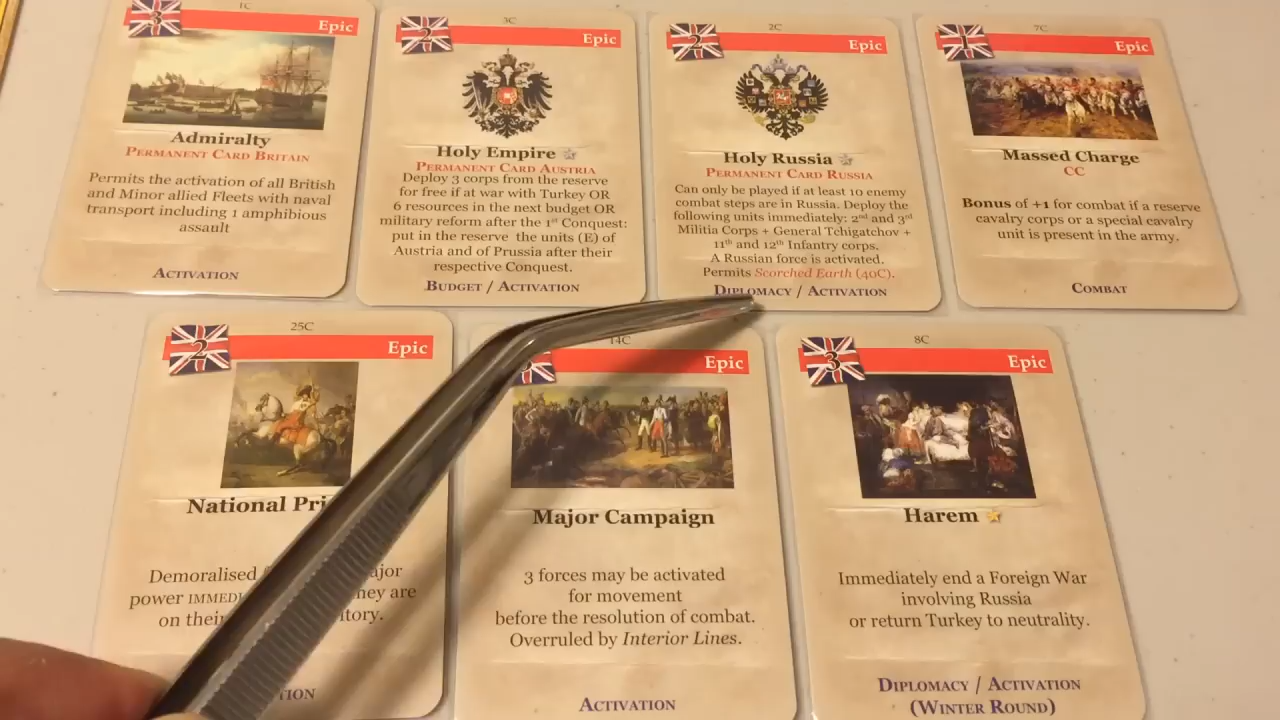 1C
3
Epic
Admiralty
Permanent Card Britain
Permits the activation of all British
and Minor allied Fleets with naval
transport including 1 amphibious
assault
Activation
3C
2
Epic
Holy Empire
Permanent Card Austria
Deploy 3 corps from the reserve
for free if at war with Turkey OR
6 resources in the next budget OR
military reform after the 1st Conquest:
put in the reserve the units (E) of
Austria and of Prussia after their
respective Conquest.
Budget / Activation
2C
2
Epic
Holy Russia
Permanent Card Russia
Can only be played if at least 10 enemy
combat steps are in Russia. Deploy the
following units immediately: 2nd and 3rd
Militia Corps + General Tchigatchov +
11th and 12th Infantry corps.
A Russian force is activated.
Permits Scorched Earth (40C).
Diplomacy / Activation
7C
1
Epic
Massed Charge
CC
Bonus of +1 for combat if a reserve
cavalry corps or a special cavalry
unit is present in the army.
Combat
25C
2
Epic
National
Demoralised
power
are
on their
14C
Epic
Major Campaign
3 forces may be activated
for movement
before the resolution of combat.
Overruled by Interior Lines.
Activation
8C
3
Epic
Harem
Immediately end a Foreign War
involving Russia
or return Turkey to neutrality.
Diplomacy / Activation
(Winter Round)